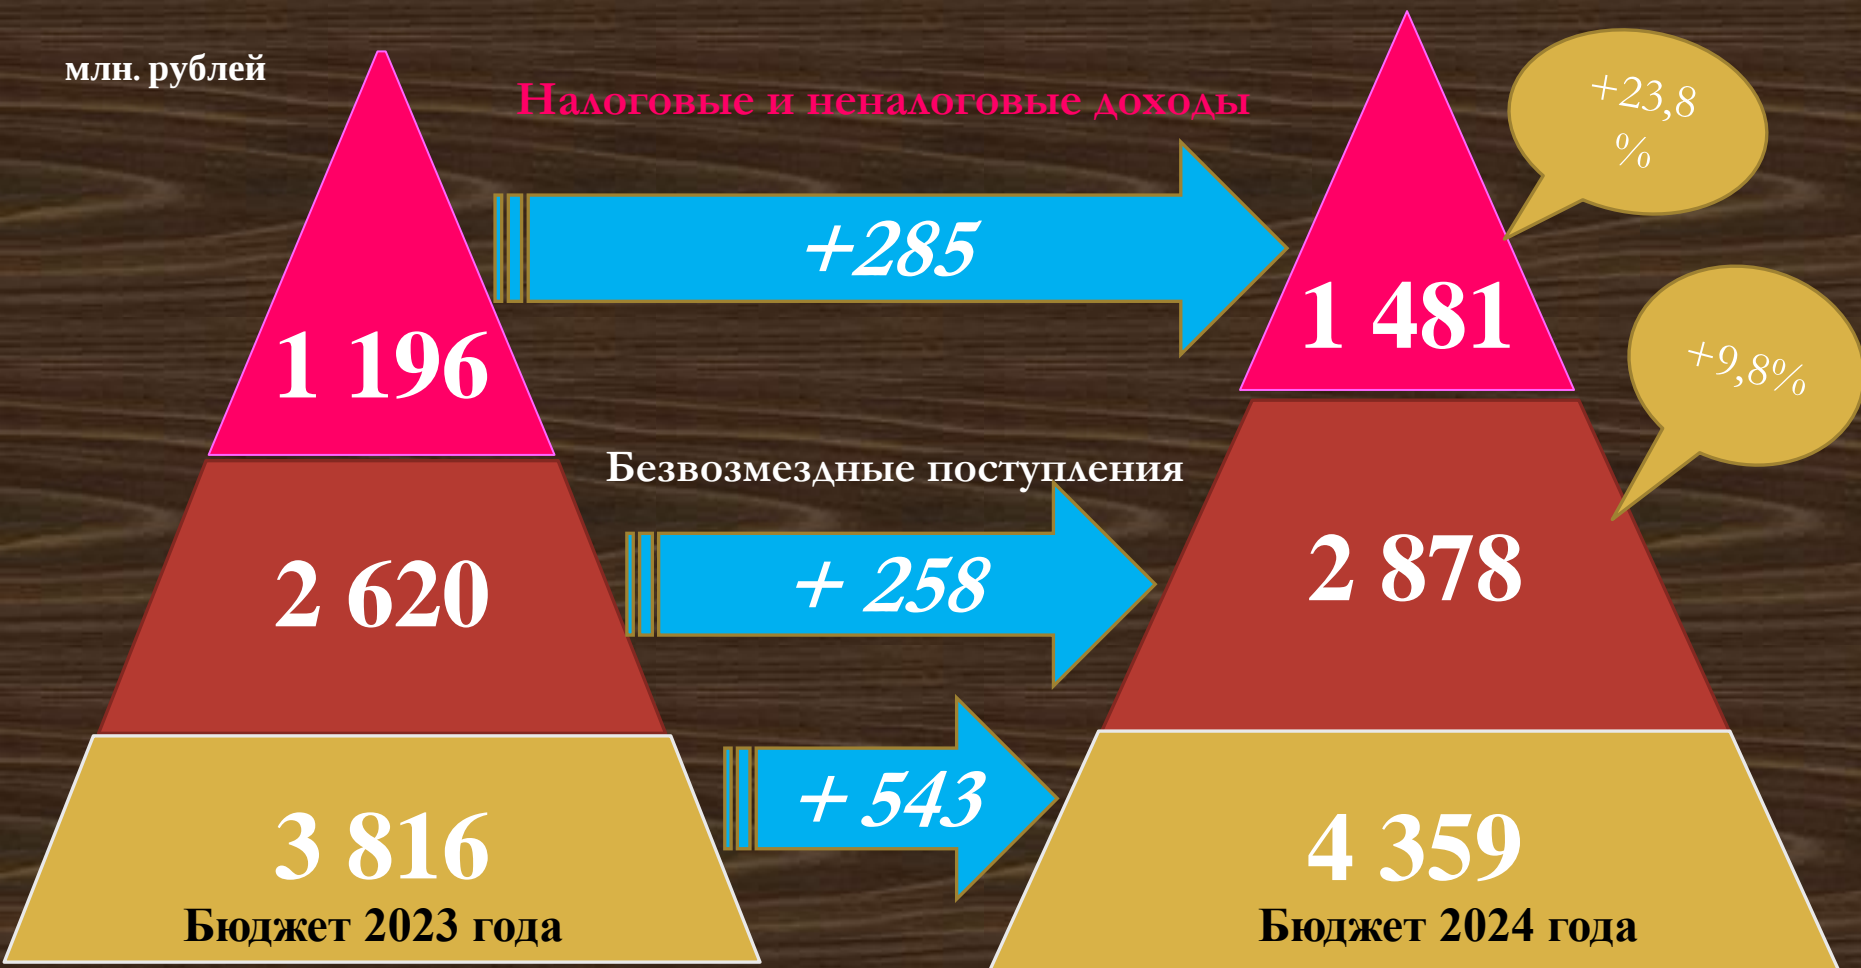 млн. рублей
Налоговые и неналоговые доходы
+23,8
%
+285
1 196
1 481
+9,8%
Безвозмездные поступления
2 620
+ 258
2 878
+ 543
3 816
4 359
Бюджет 2023 года
Бюджет 2024 года